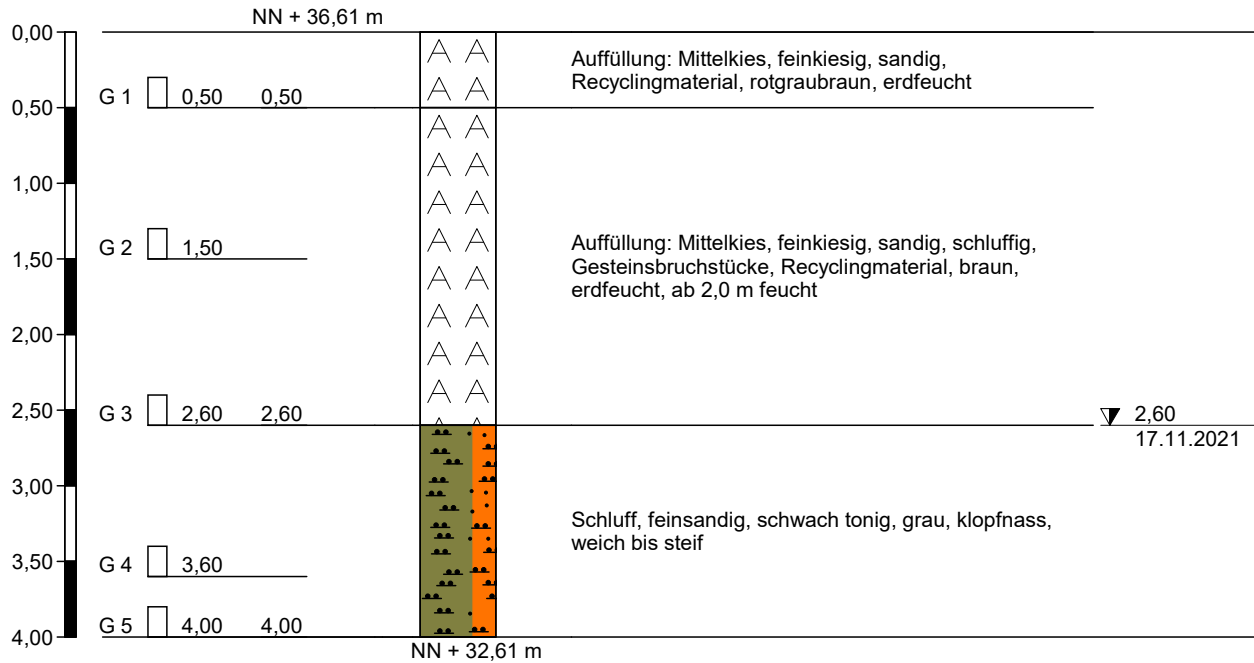 NN + 36,61 m
0,00
Auffüllung: Mittelkies, feinkiesig, sandig,
Recyclingmaterial, rotgraubraun, erdfeucht
G 1 0,50 0,50
0,50
1,00
G 2 1,50
Auffüllung: Mittelkies, feinkiesig, sandig, schluffig,
Gesteinsbruchstücke, Recyclingmaterial, braun,
erdfeucht, ab 2,0 m feucht
1,50
2,00
2,50
G 3 2,60 2,60
2,60
17.11.2021
3,00
Schluff, feinsandig, schwach tonig, grau, klopfnass,
weich bis steif
3,50
G 4 3,60
G 5 4,00 4,00
4,00
NN + 32,61 m